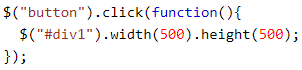 $("button").click(function(){
  $("#div1").width(500).height(500);
});